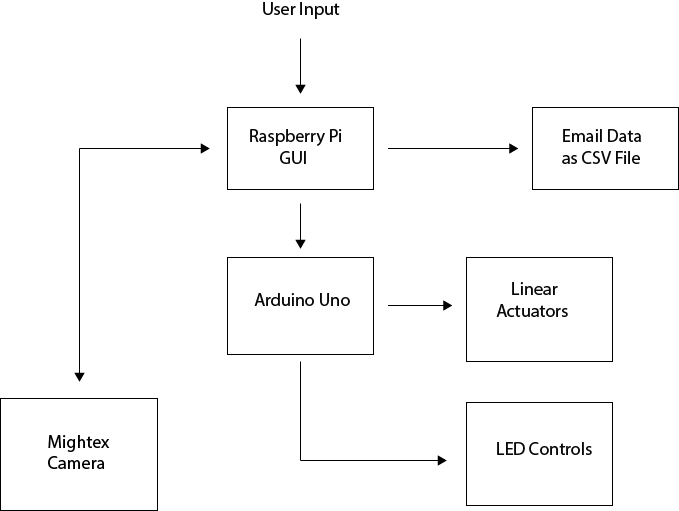 User Input
Raspberry Pi
GUI
Email Data
as CSV File
Arduino Uno
Linear
Actuators
Mightex
Camera
LED Controls